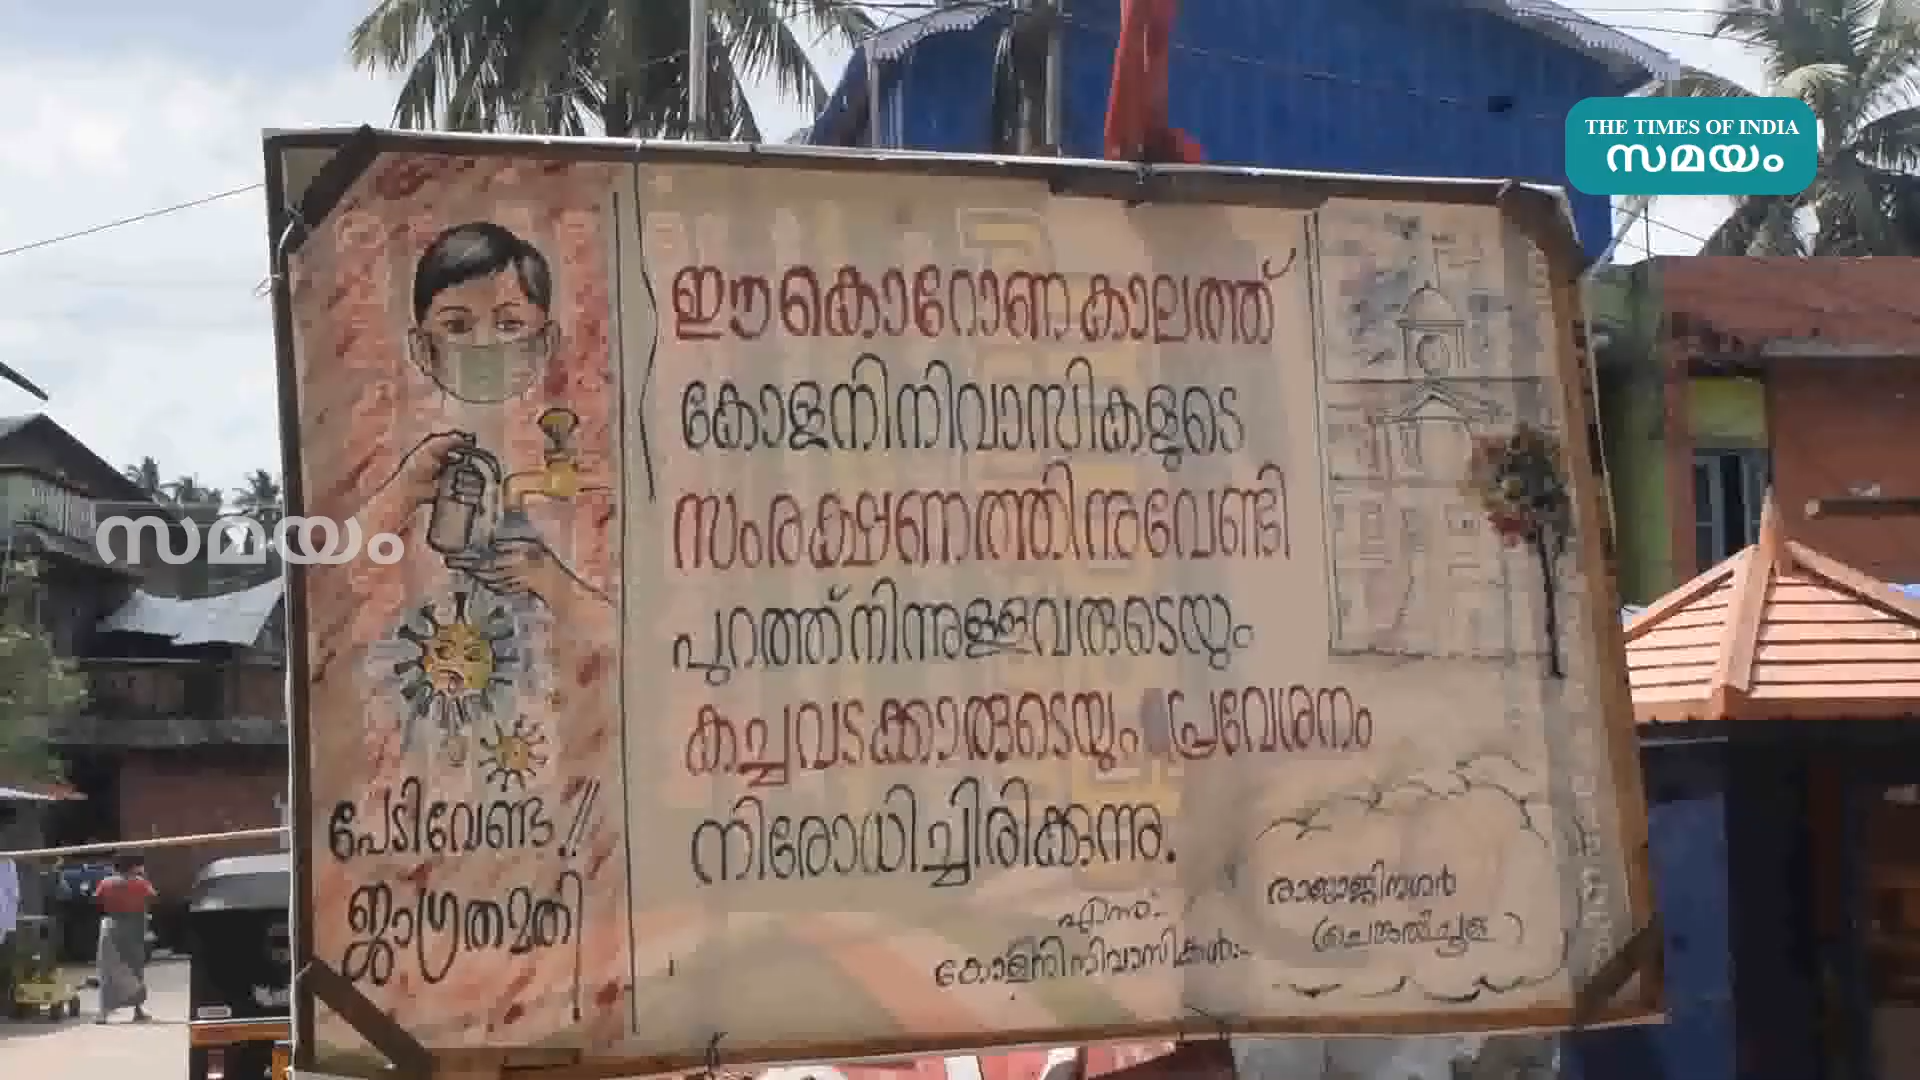 THE TIMES OF INDIA
സമയം
ഈ കൊറോണ കാലത്ത്
കോളനി നിവാസികളുടെ
സംരക്ഷണത്തിനുവേണ്ടി
പുറത്ത് നിന്നുള്ളവരുടെയും
കച്ചവടക്കാരുടെയും പ്രവേശനം
നിരോധിച്ചിരിക്കുന്നു.
എന്ന്:-
കോളനി നിവാസികൾ:-
രാജാജിനഗർ
(ചെങ്കൽച്ചൂള)
പേടിവേണ്ട.!!
ജാഗ്രതമതി
സമയം